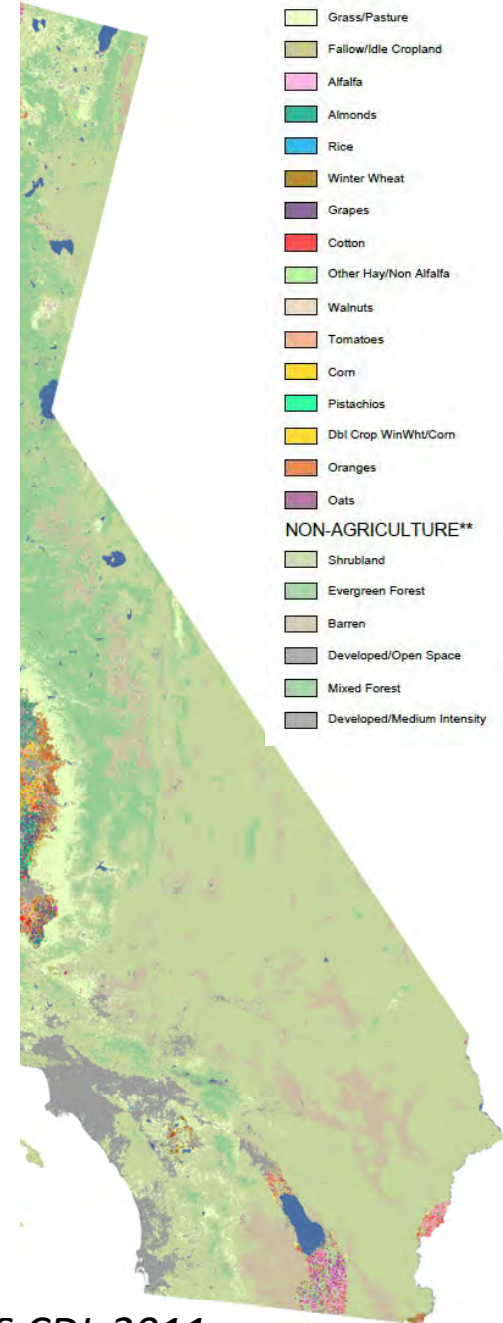 Grass/Pasture
Fallow/Idle Cropland
Alfalfa
Almonds
Rice
Winter Wheat
Grapes
Cotton
Other Hay/Non Alfalfa
Walnuts
Tomatoes
Corn
Pistachios
Dbl Crop WinWht/Corn
Oranges
Oats
NON-AGRICULTURE**
Shrubland
Evergreen Forest
Barren
Developed/Open Space
Mixed Forest
Developed/Medium Intensity
CDL 2011